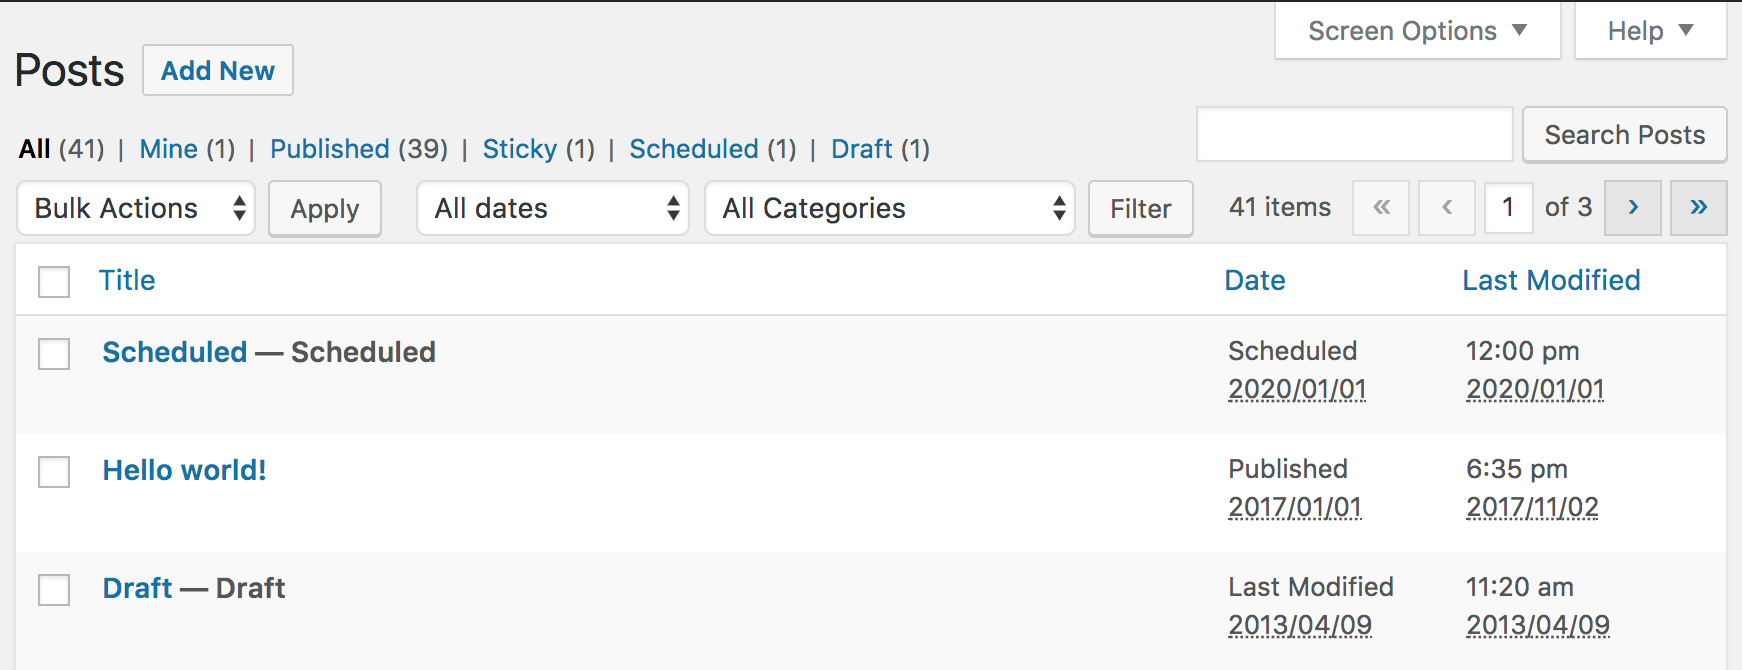 Screen Options ▼ Help ▼
Posts Add New
Search Posts
All (41) | Mine (1) | Published (39) | Sticky (1) | Scheduled (1) | Draft (1)
Bulk Actions Apply All dates All Categories Filter 41 items « ‹ 1 of 3 › »
Title Date Last Modified
Scheduled — Scheduled Scheduled 12:00 pm
2020/01/01 2020/01/01
Hello world! Published 6:35 pm
2017/01/01 2017/11/02
Draft — Draft Last Modified 11:20 am
2013/04/09 2013/04/09